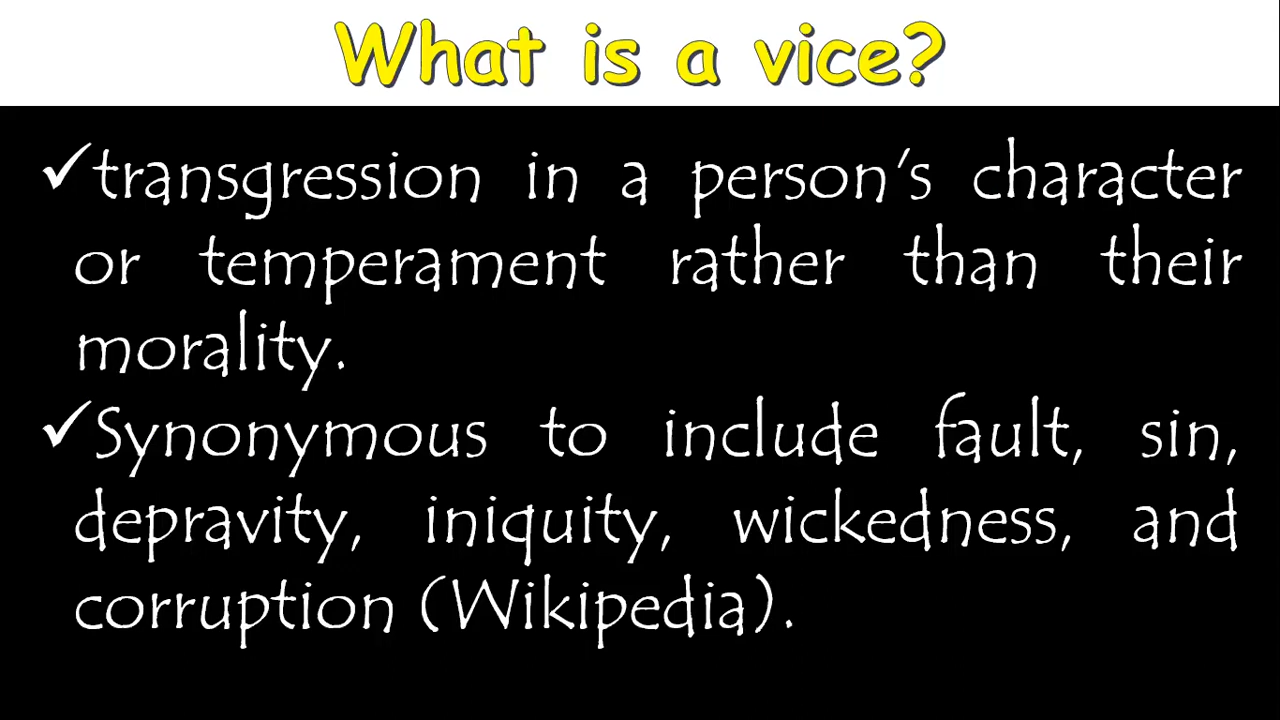 What is a vice?
✓transgression in a person's character
or temperament rather than their
morality.
✓Synonymous to include fault, sin,
depravity, iniquity, wickedness, and
corruption (Wikipedia).